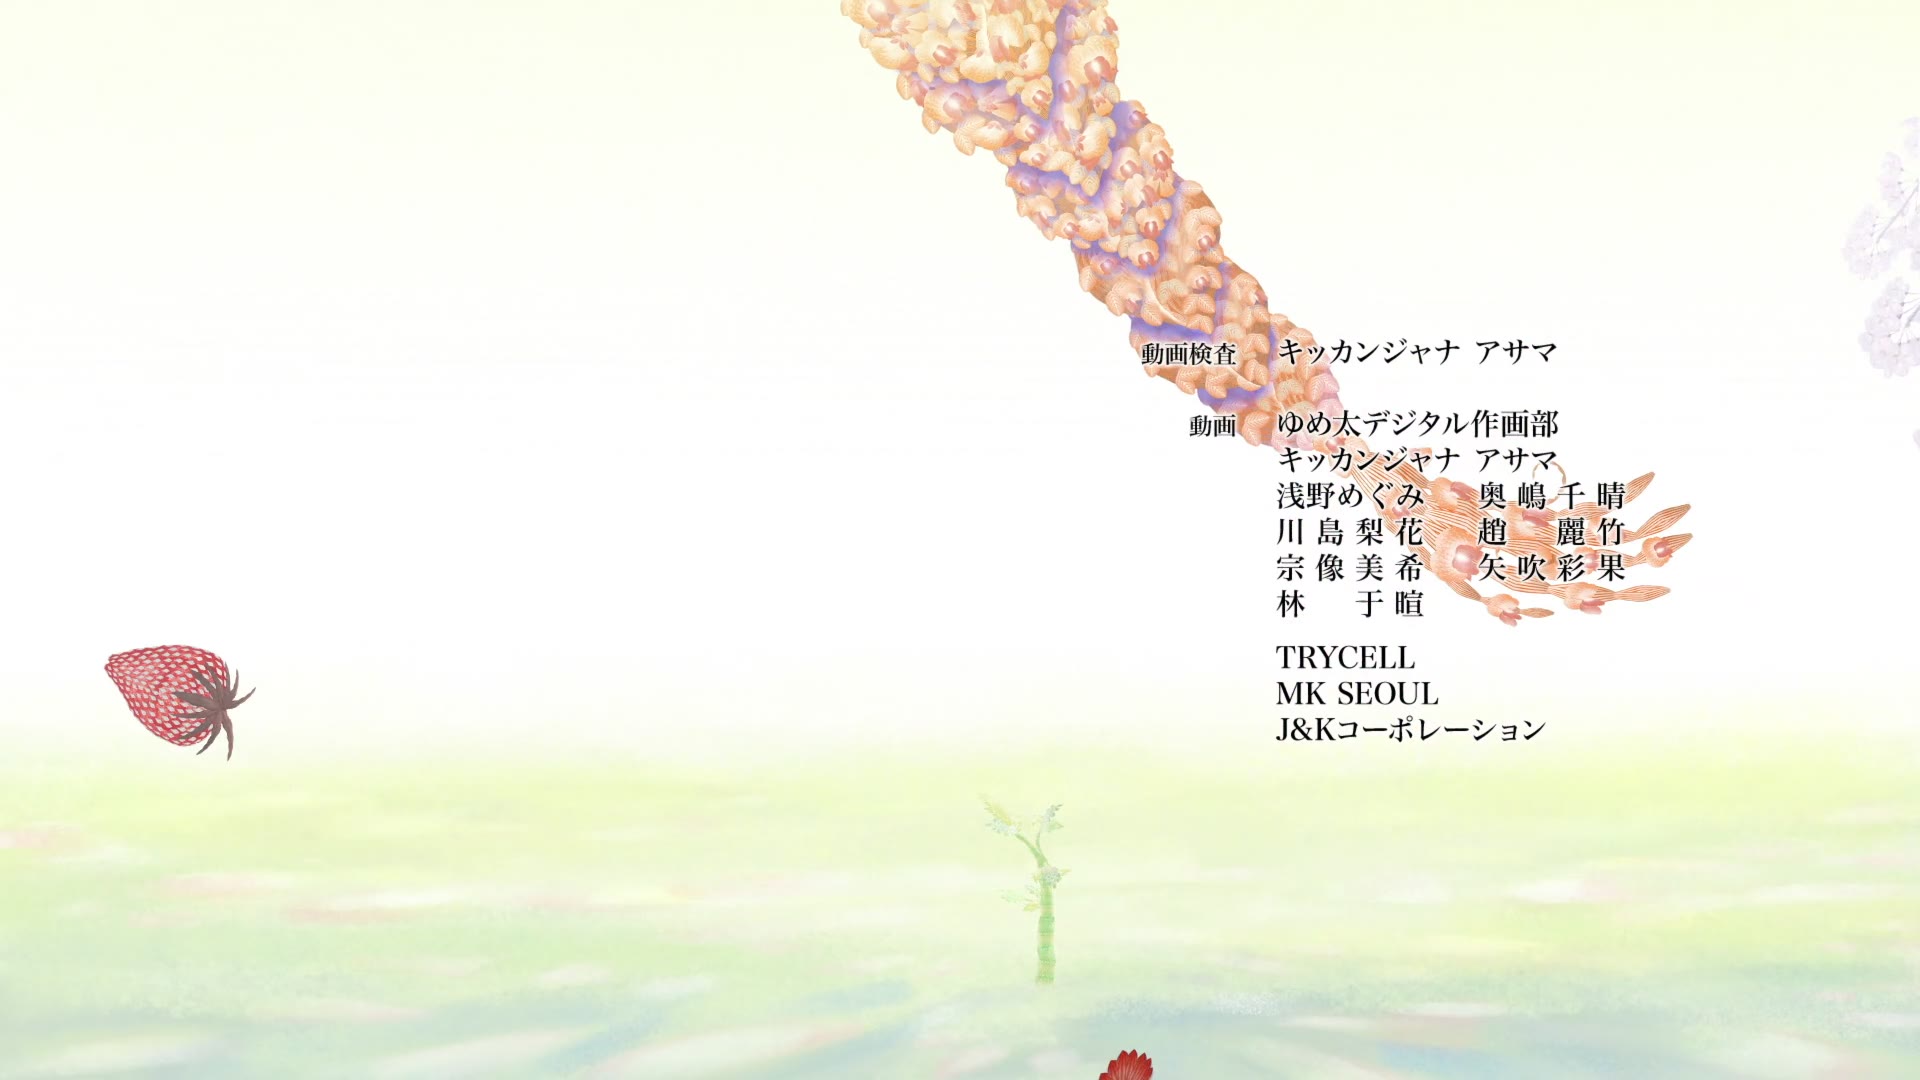 動画検査 キッカンジャナ アサマ
動画 ゆめ太デジタル作画部
キッカンジャナ アサマ
浅野めぐみ 奥嶋千晴
川島梨花 趙 麗竹
宗像美希 矢吹彩果
林 于暄
TRYCELL
MK SEOUL
J&Kコーポレーション